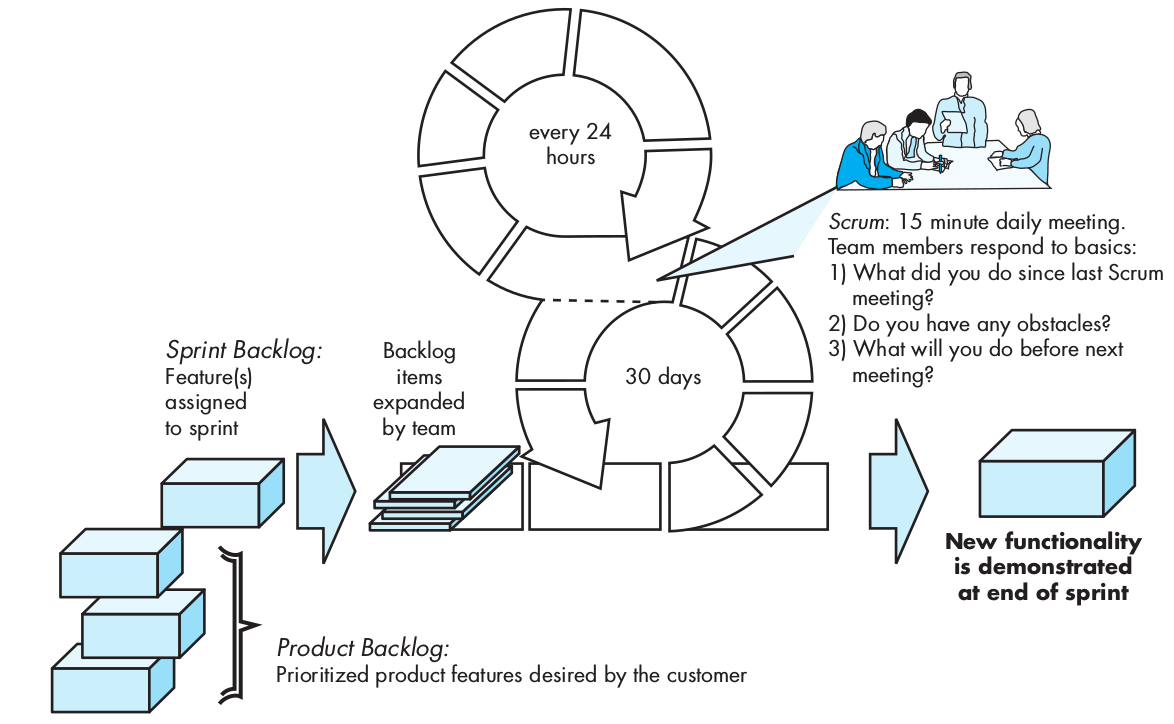 every 24
hours
Scrum: 15 minute daily meeting.
Team members respond to basics:
1) What did you do since last Scrum
meeting?
2) Do you have any obstacles?
3) What will you do before next
meeting?
Sprint Backlog:
Feature(s)
assigned
to sprint
Backlog
items
expanded
by team
30 days
New functionality
is demonstrated
at end of sprint
Product Backlog:
Prioritized product features desired by the customer